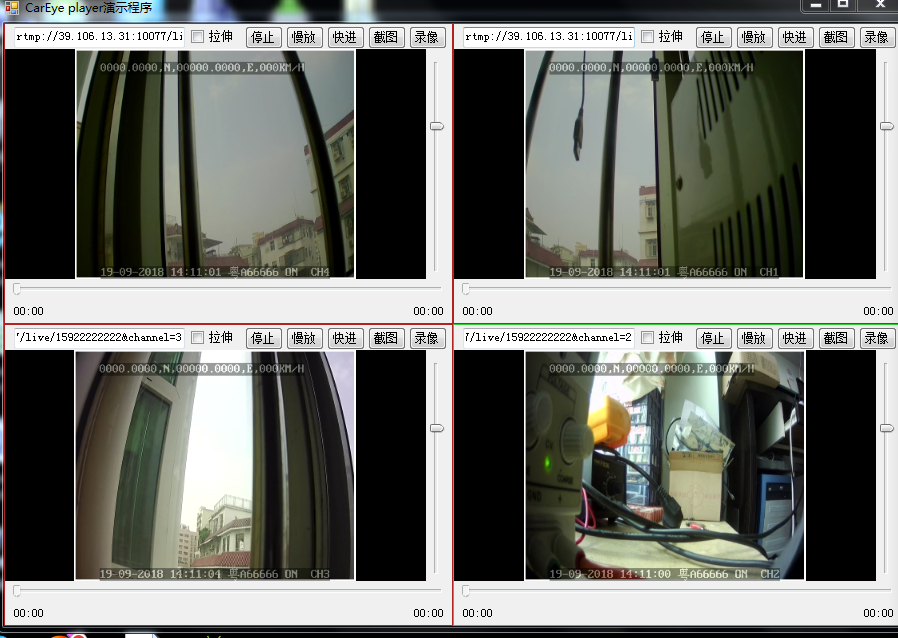 CarEye player演示程序
rtmp://39.106.13.31:10077/li 拉伸 停止 慢放 快进 截图 录像
0000.0000,N,00000.0000,E,000KM/H
19-09-2018 14:11:01 粤A66666 ON CH4
00:00 00:00
rtmp://39.106.13.31:10077/li 拉伸 停止 慢放 快进 截图 录像
0000.0000,N,00000.0000,E,000KM/H
19-09-2018 14:11:01 粤A66666 ON CH1
00:00 00:00
/live/15922222222&channel=3 拉伸 停止 慢放 快进 截图 录像
0000.0000,N,00000.0000,E,000KM/H
19-09-2018 14:11:04 粤A66666 ON CH3
00:00 00:00
/live/15922222222&channel=2 拉伸 停止 慢放 快进 截图 录像
0000.0000,N,00000.0000,E,000KM/H
19-09-2018 14:11:00 粤A66666 ON CH2
00:00 00:00